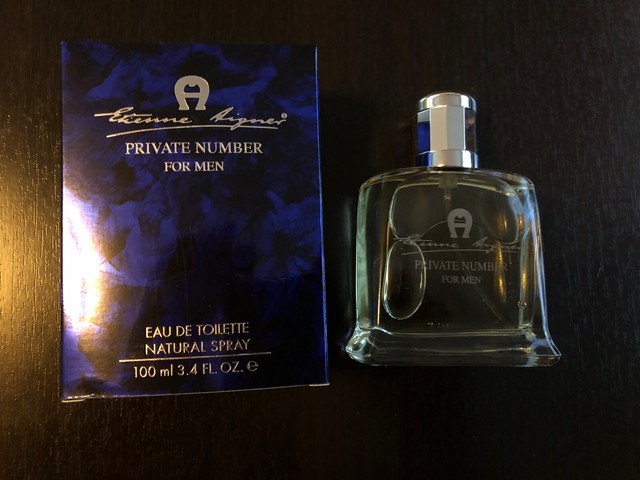 Etienne Aigner
PRIVATE NUMBER
FOR MEN
EAU DE TOILETTE
NATURAL SPRAY
100 ml 3.4 FL. OZ. e
Etienne Aigner
PRIVATE NUMBER
FOR MEN